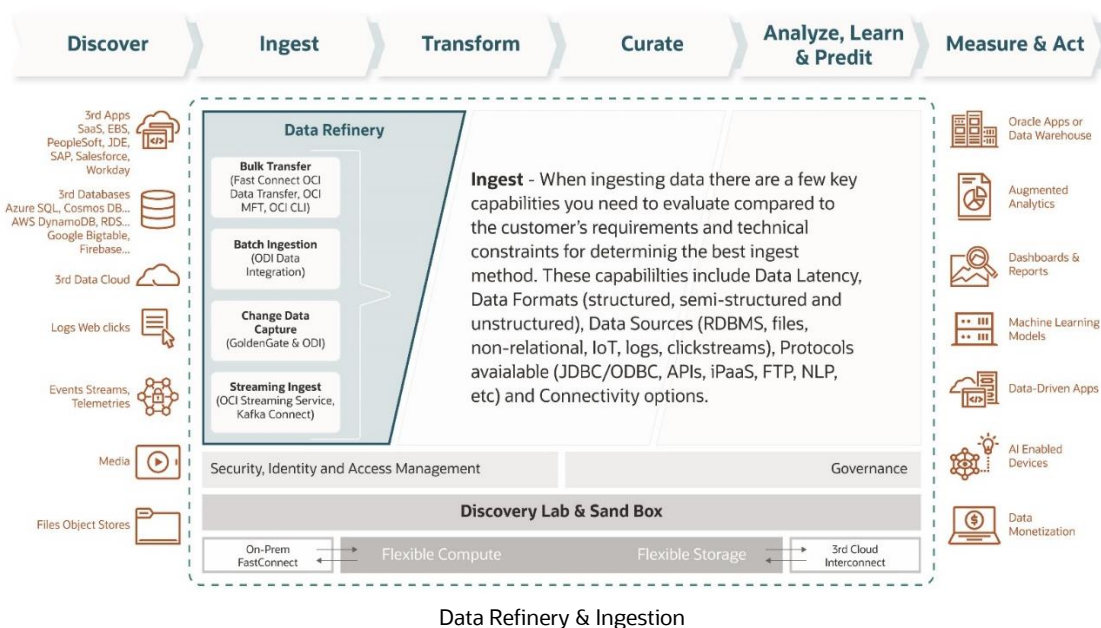 Discover
Ingest
Transform
Curate
Analyze, Learn
& Predit
Measure & Act
3rd Apps
SaaS, EBS,
PeopleSoft, JDE,
SAP, Salesforce,
Workday
3rd Databases
Azure SQL, Cosmos DB...
AWS DynamoDB, RDS...
Google Bigtable,
Firebase...
3rd Data Cloud
Logs Web clicks
Events Streams,
Telemetries
Media
Files Object Stores
Data Refinery
Bulk Transfer
(Fast Connect OCI
Data Transfer, OCI
MFT, OCI CLI)
Batch Ingestion
(ODI Data
Integration)
Change Data
Capture
(GoldenGate & ODI)
Streaming Ingest
(OCI Streaming Service,
Kafka Connect)
Ingest - When ingesting data there are a few key
capabilities you need to evaluate compared to
the customer's requirements and technical
constraints for determining the best ingest
method. These capabililties include Data Latency,
Data Formats (structured, semi-structured and
unstructured), Data Sources (RDBMS, files,
non-relational, IoT, logs, clickstreams), Protocols
avaialable (JDBC/ODBC, APIs, iPaaS, FTP, NLP,
etc) and Connectivity options.
Security, Identity and Access Management
Governance
Discovery Lab & Sand Box
On-Prem
FastConnect
Flexible Compute
Flexible Storage
3rd Cloud
Interconnect
Oracle Apps or
Data Warehouse
Augmented
Analytics
Dashboards &
Reports
Machine Learning
Models
Data-Driven Apps
AI Enabled
Devices
Data
Monetization
Data Refinery & Ingestion